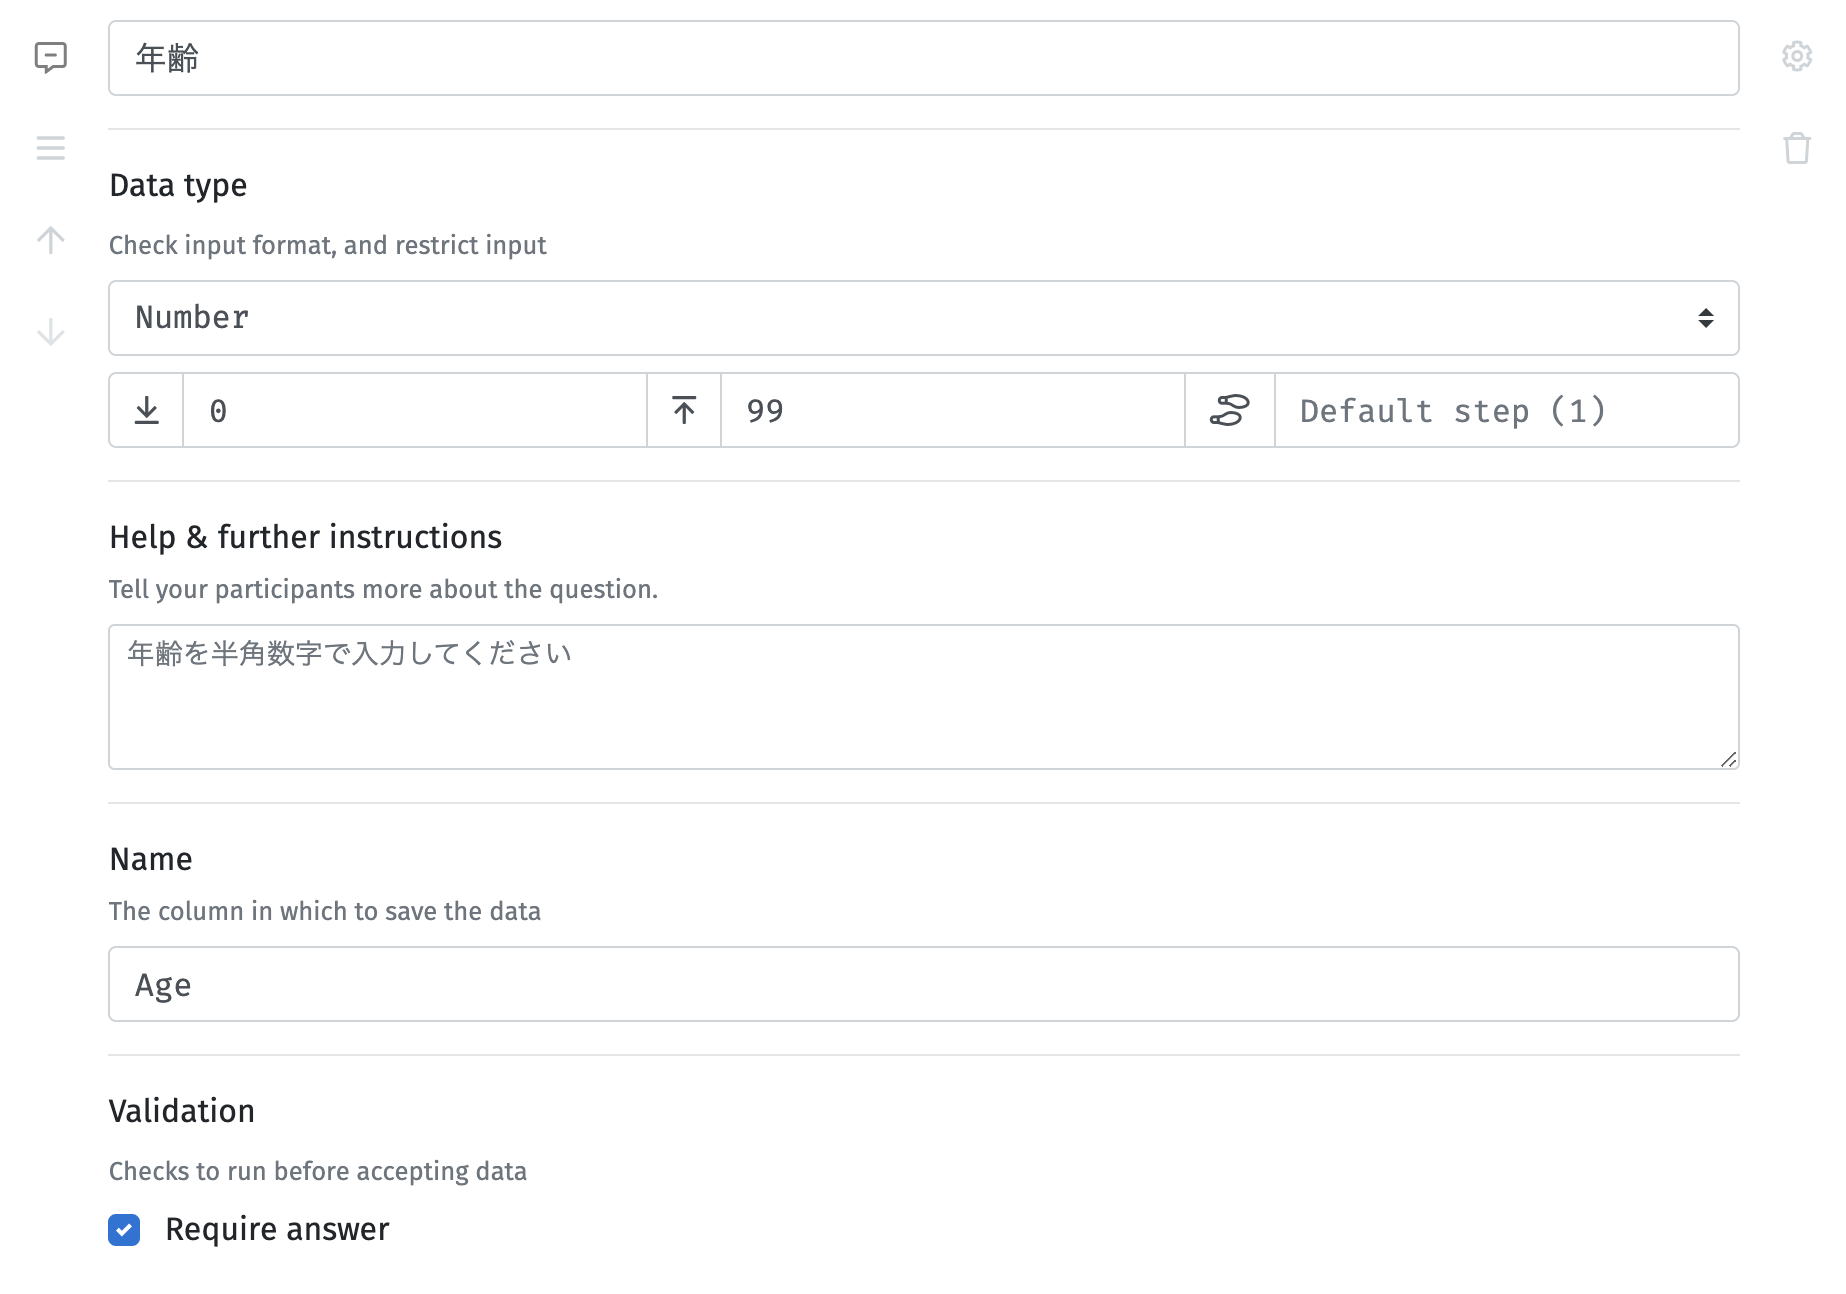 年齢
Data type
Check input format, and restrict input
Number
0
99
Default step (1)
Help & further instructions
Tell your participants more about the question.
年齢を半角数字で入力してください
Name
The column in which to save the data
Age
Validation
Checks to run before accepting data
Require answer